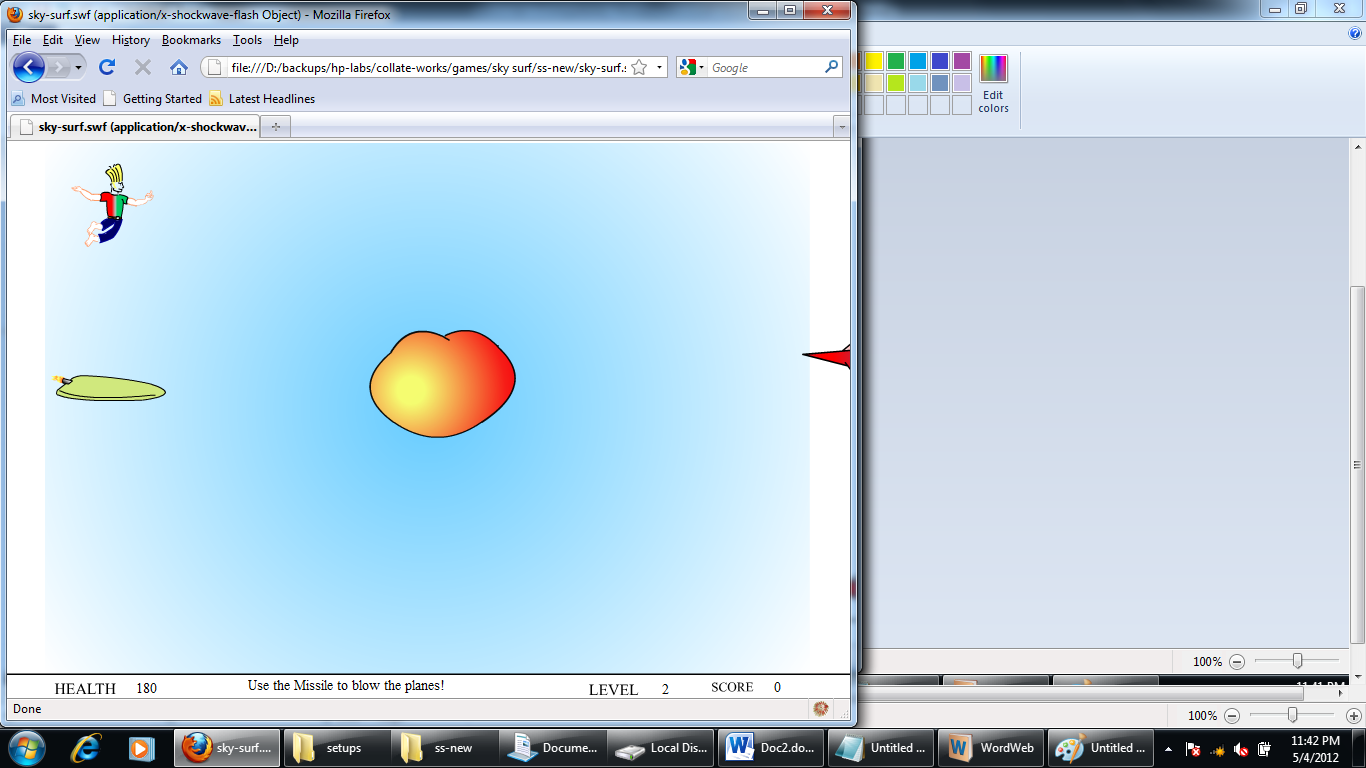 sky-surf.swf (application/x-shockwave-flash Object) - Mozilla Firefox
File Edit View History Bookmarks Tools Help
file:///D:/backups/hp-labs/collate-works/games/sky surf/ss-new/sky-surf.s
Google
Most Visited Getting Started Latest Headlines
sky-surf.swf (application/x-shockwav...
Edit
colors
HEALTH 180 Use the Missile to blow the planes! LEVEL 2 SCORE 0
Done
100%
100%
sky-surf.... setups ss-new Docume... Local Dis... Doc2.do... Untitled ... WordWeb Untitled ...
11:42 PM
5/4/2012